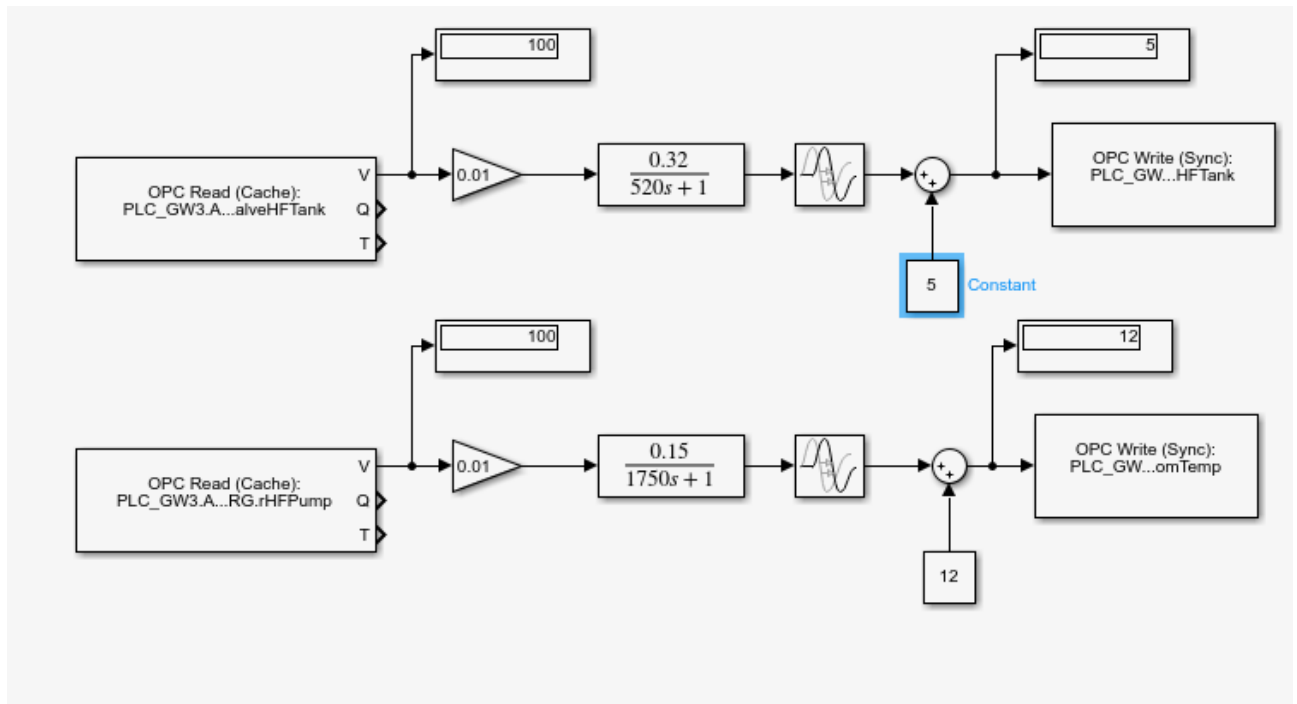 100
5
OPC Read (Cache):
PLC_GW3.A...alveHFTank
V
Q
T
0.01
0.32
520s + 1
OPC Write (Sync):
PLC_GW...HFTank
5
Constant
100
12
OPC Read (Cache):
PLC_GW3.A...RG.rHFPump
V
Q
T
0.01
0.15
1750s + 1
OPC Write (Sync):
PLC_GW...omTemp
12